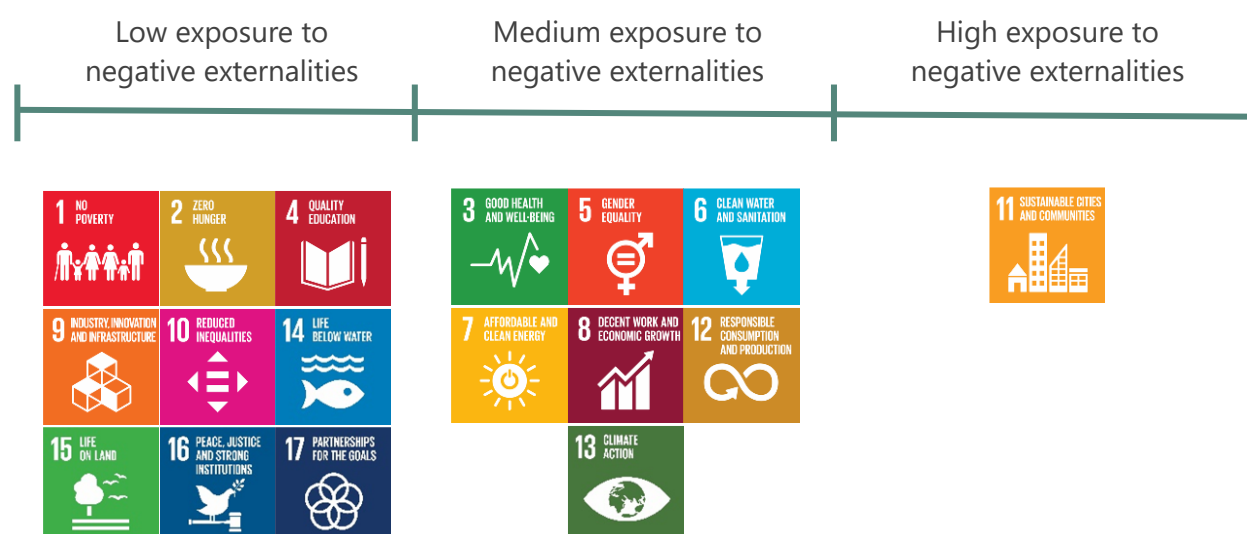 Low exposure to
negative externalities
Medium exposure to
negative externalities
High exposure to
negative externalities
1 NO
POVERTY
2 ZERO
HUNGER
4 QUALITY
EDUCATION
9 INDUSTRY, INNOVATION
AND INFRASTRUCTURE
10 REDUCED
INEQUALITIES
14 LIFE
BELOW WATER
15 LIFE
ON LAND
16 PEACE, JUSTICE
AND STRONG
INSTITUTIONS
17 PARTNERSHIPS
FOR THE GOALS
3 GOOD HEALTH
AND WELL-BEING
5 GENDER
EQUALITY
6 CLEAN WATER
AND SANITATION
7 AFFORDABLE AND
CLEAN ENERGY
8 DECENT WORK AND
ECONOMIC GROWTH
12 RESPONSIBLE
CONSUMPTION
AND PRODUCTION
13 CLIMATE
ACTION
11 SUSTAINABLE CITIES
AND COMMUNITIES